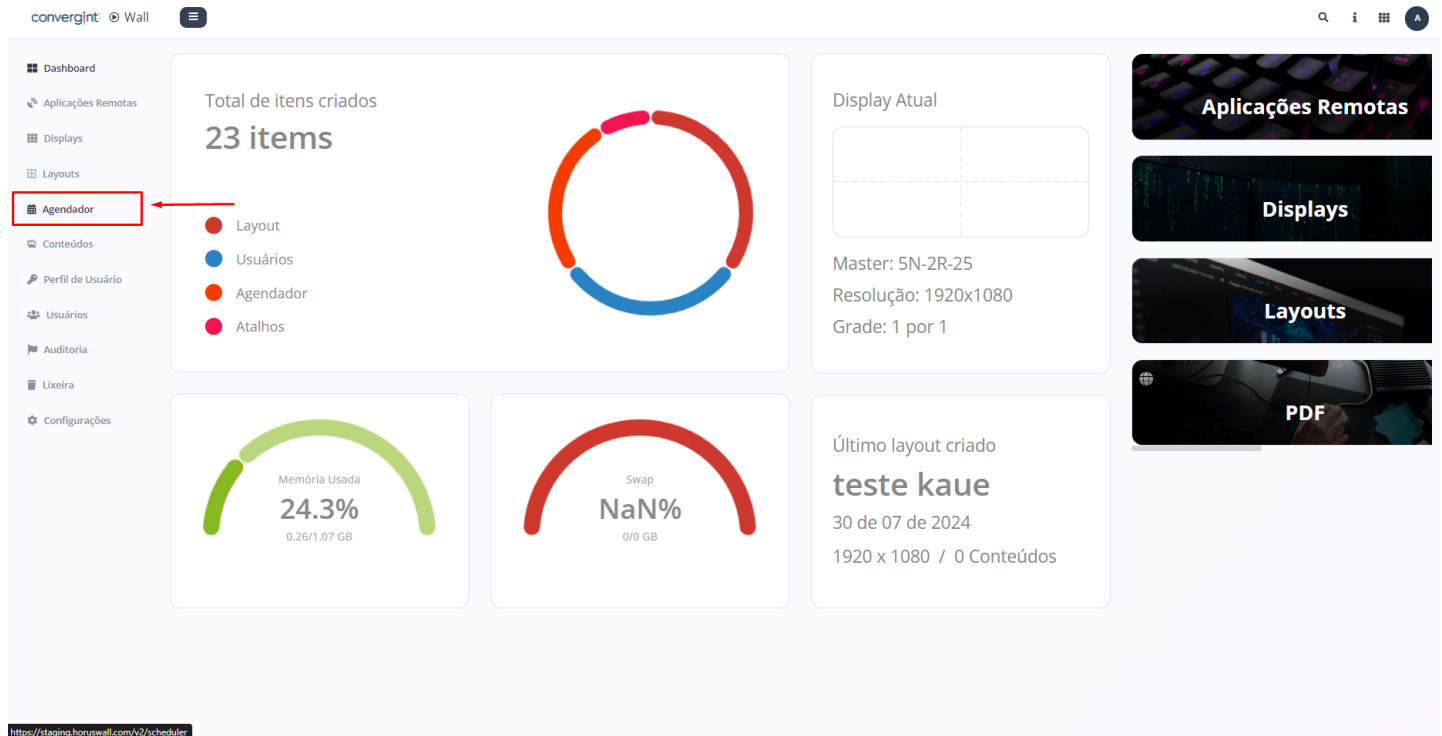 convergint Wall
A
Dashboard
Aplicações Remotas
Displays
Layouts
Agendador
Conteúdos
Perfil de Usuário
Usuários
Auditoria
Lixeira
Configurações
Total de itens criados
23 items
Layout
Usuários
Agendador
Atalhos
Display Atual
Master: 5N-2R-25
Resolução: 1920x1080
Grade: 1 por 1
Aplicações Remotas
Displays
Layouts
PDF
Memória Usada
24.3%
0.26/1.07 GB
Swap
NaN%
0/0 GB
Último layout criado
teste kaue
30 de 07 de 2024
1920 x 1080 / 0 Conteúdos
https://staging.horuswall.com/v2/scheduler